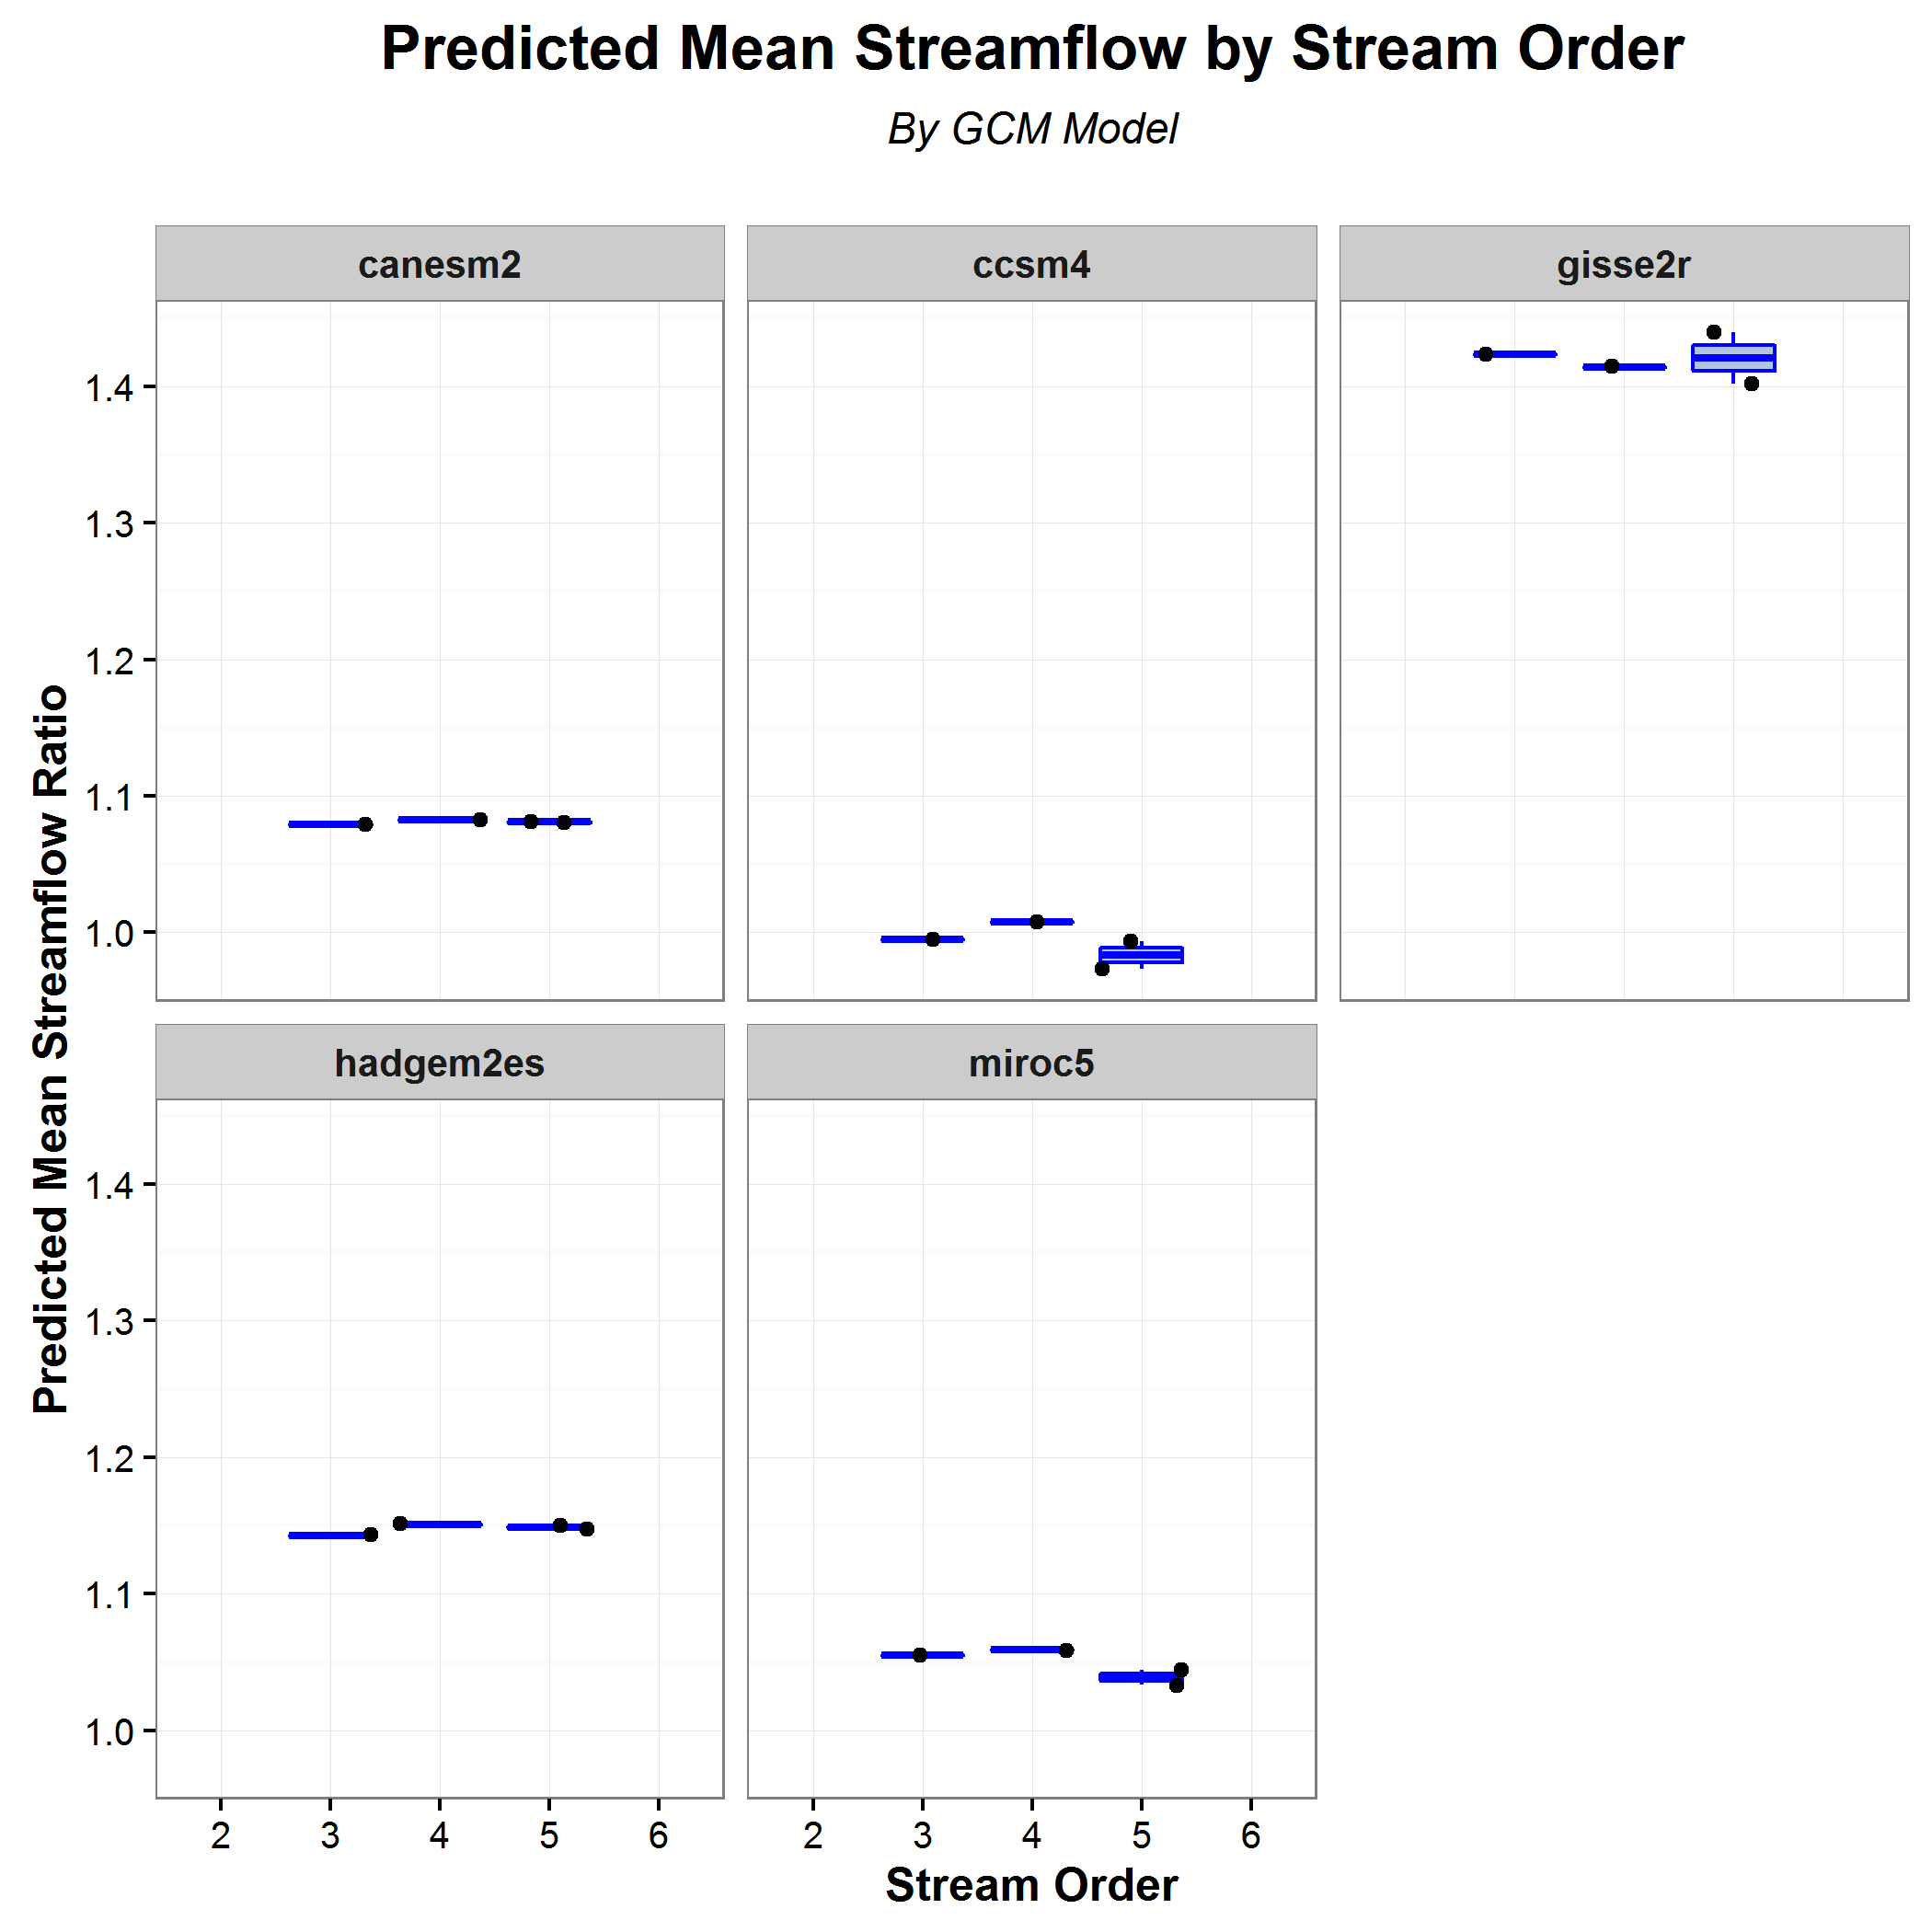 Predicted Mean Streamflow by Stream Order
By GCM Model
canesm2
ccsm4
gisse2r
1.4
1.3
1.2
1.1
1.0
Predicted Mean Streamflow Ratio
hadgem2es
miroc5
1.4
1.3
1.2
1.1
1.0
2 3 4 5 6
2 3 4 5 6
Stream Order